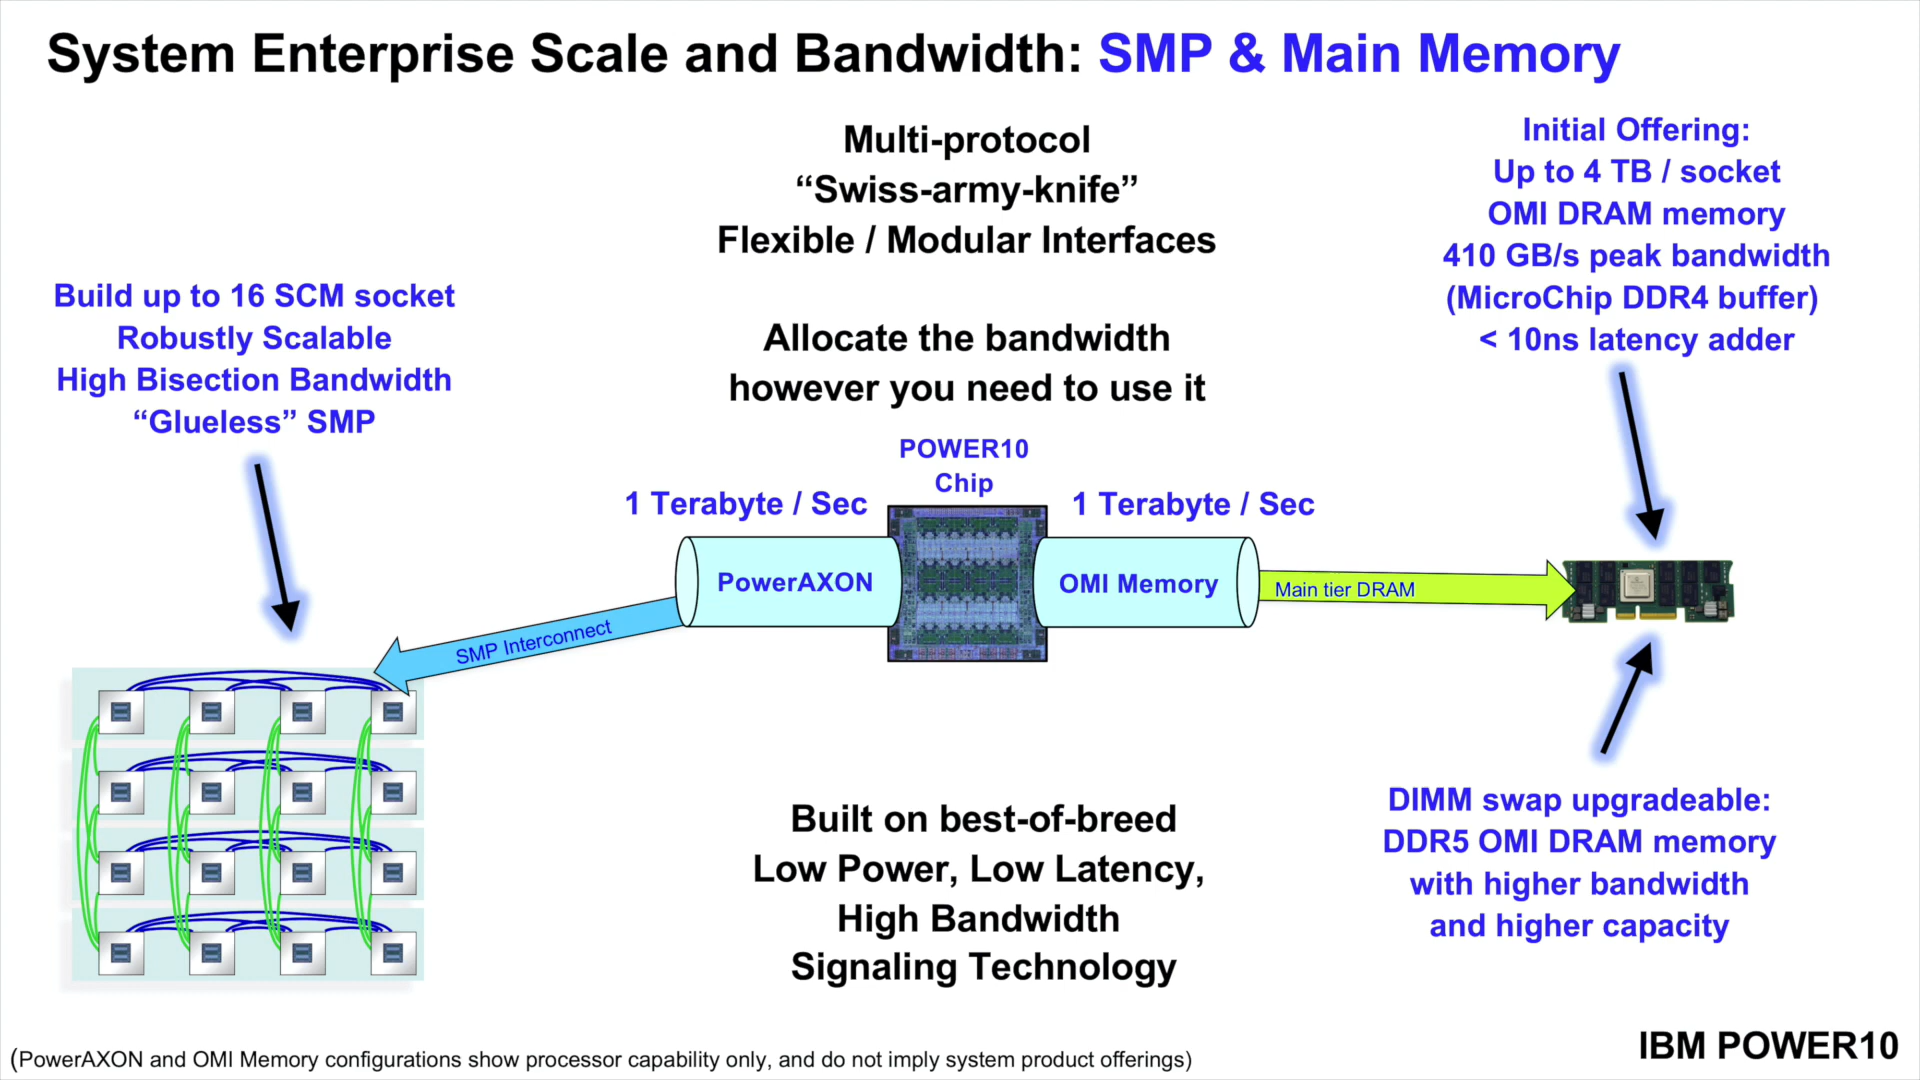 System Enterprise Scale and Bandwidth: SMP & Main Memory
Multi-protocol
“Swiss-army-knife”
Flexible / Modular Interfaces
Allocate the bandwidth
however you need to use it
Initial Offering:
Up to 4 TB / socket
OMI DRAM memory
410 GB/s peak bandwidth
(MicroChip DDR4 buffer)
< 10ns latency adder
Build up to 16 SCM socket
Robustly Scalable
High Bisection Bandwidth
“Glueless” SMP
POWER10
Chip
1 Terabyte / Sec
1 Terabyte / Sec
PowerAXON
OMI Memory
Main tier DRAM
SMP Interconnect
Built on best-of-breed
Low Power, Low Latency,
High Bandwidth
Signaling Technology
DIMM swap upgradeable:
DDR5 OMI DRAM memory
with higher bandwidth
and higher capacity
(PowerAXON and OMI Memory configurations show processor capability only, and do not imply system product offerings)
IBM POWER10